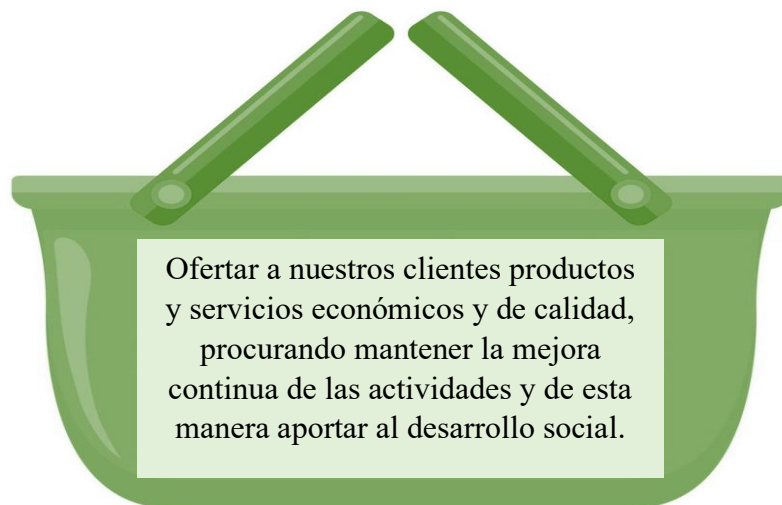 Ofertar a nuestros clientes productos
y servicios económicos y de calidad,
procurando mantener la mejora
continua de las actividades y de esta
manera aportar al desarrollo social.